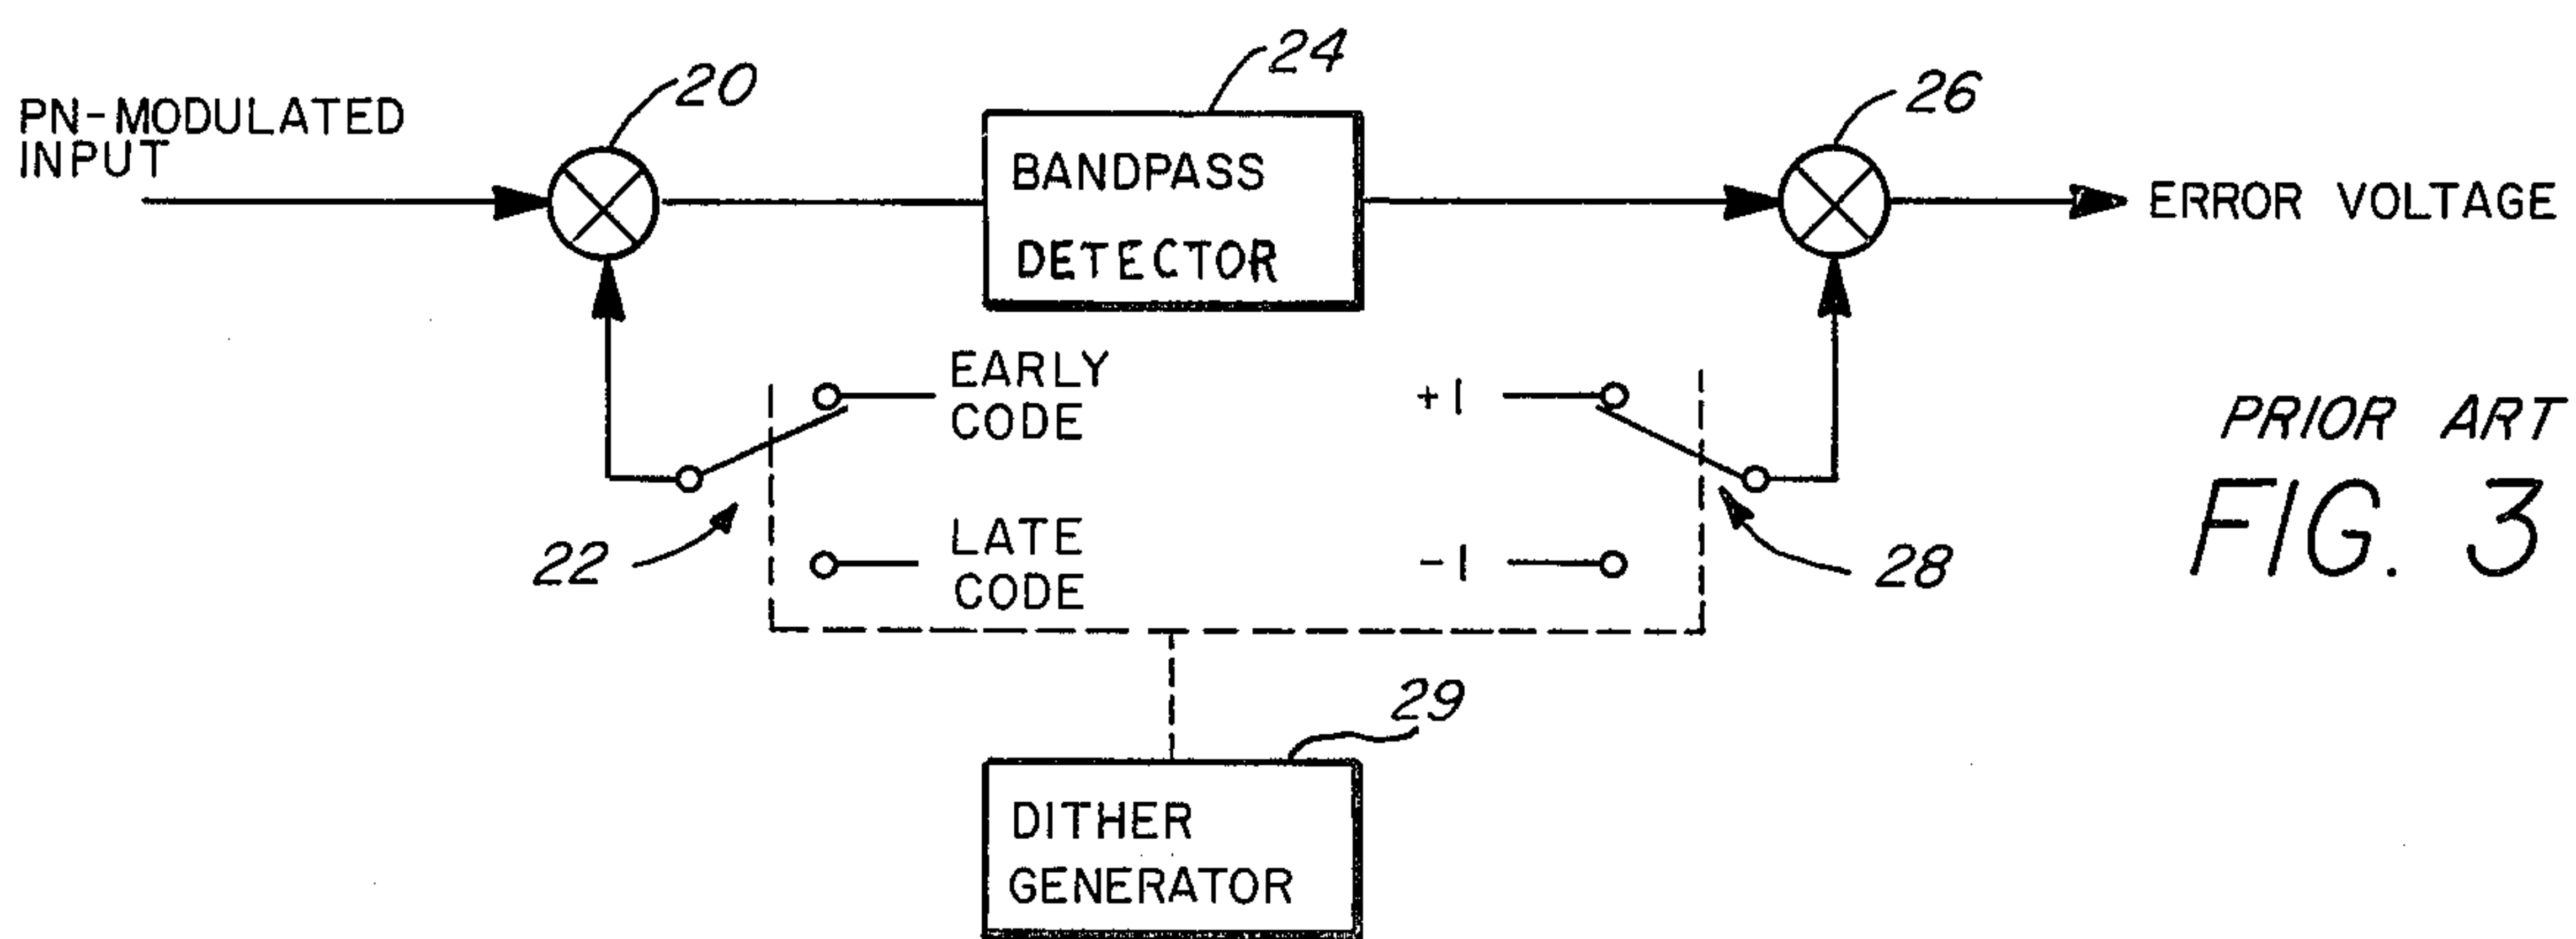 PN-MODULATED
INPUT
20
24
BANDPASS
DETECTOR
26
ERROR VOLTAGE
EARLY
CODE
LATE
CODE
22
+1
-1
28
PRIOR ART
FIG. 3
29
DITHER
GENERATOR